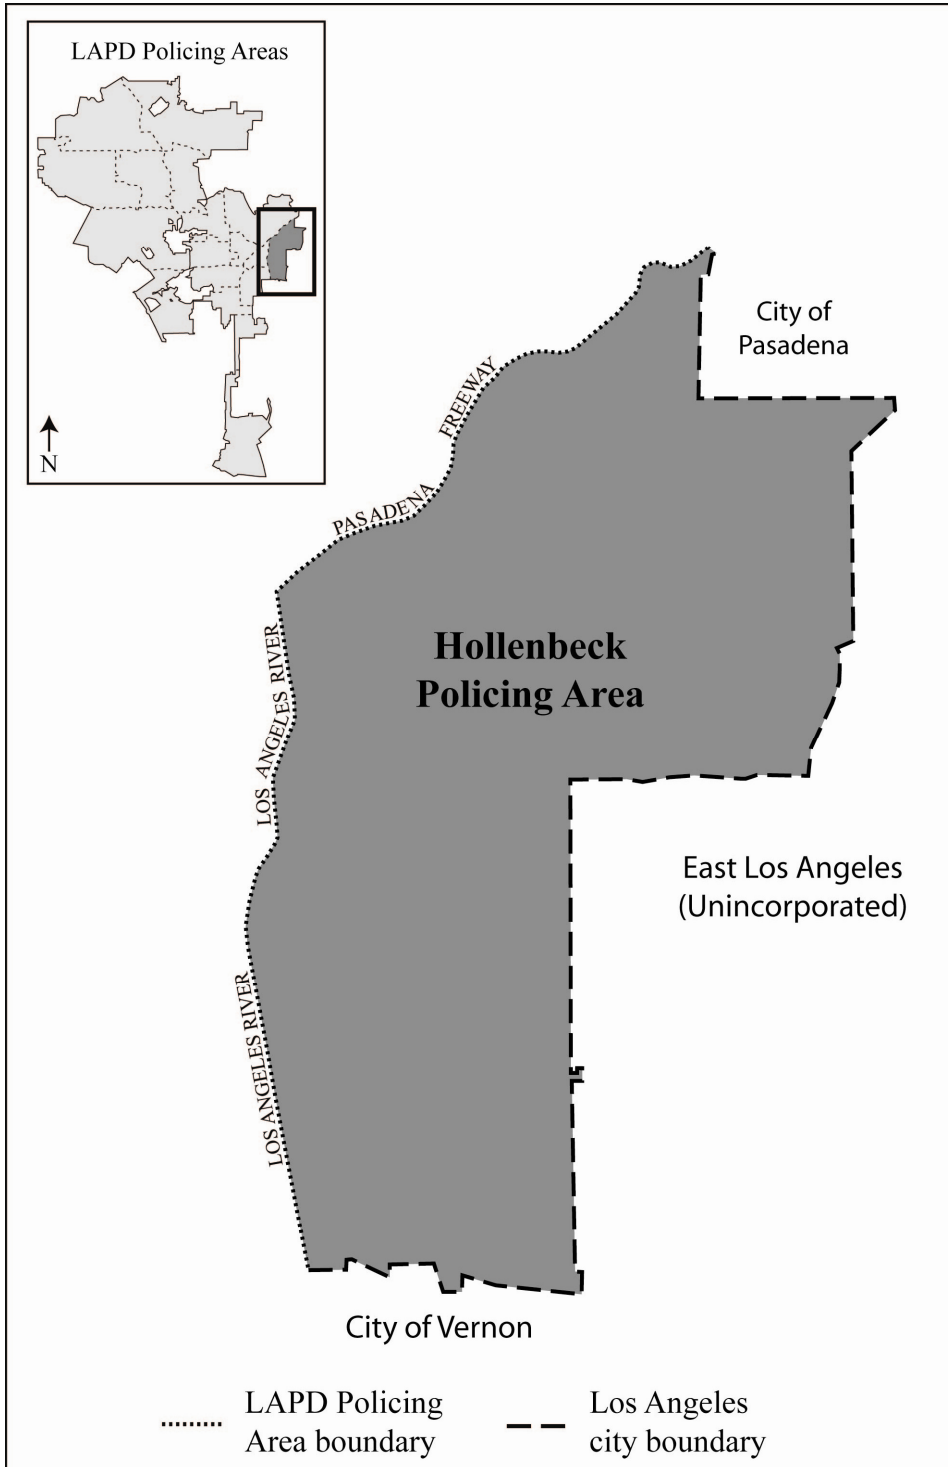 LAPD Policing Areas
N
City of
Pasadena
FREEWAY
PASADENA
LOS ANGELES RIVER
Hollenbeck
Policing Area
East Los Angeles
(Unincorporated)
LOS ANGELES RIVER
City of Vernon
LAPD Policing
Area boundary
Los Angeles
city boundary